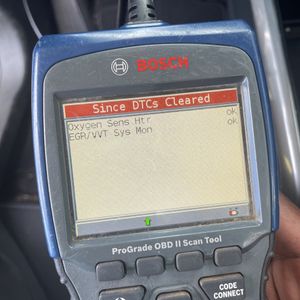 BOSCH
Since DTCs Cleared
Oxygen Sens Htr ok
EGR/VVT Sys Mon ok
ProGrade OBD II Scan Tool
CODE
CONNECT